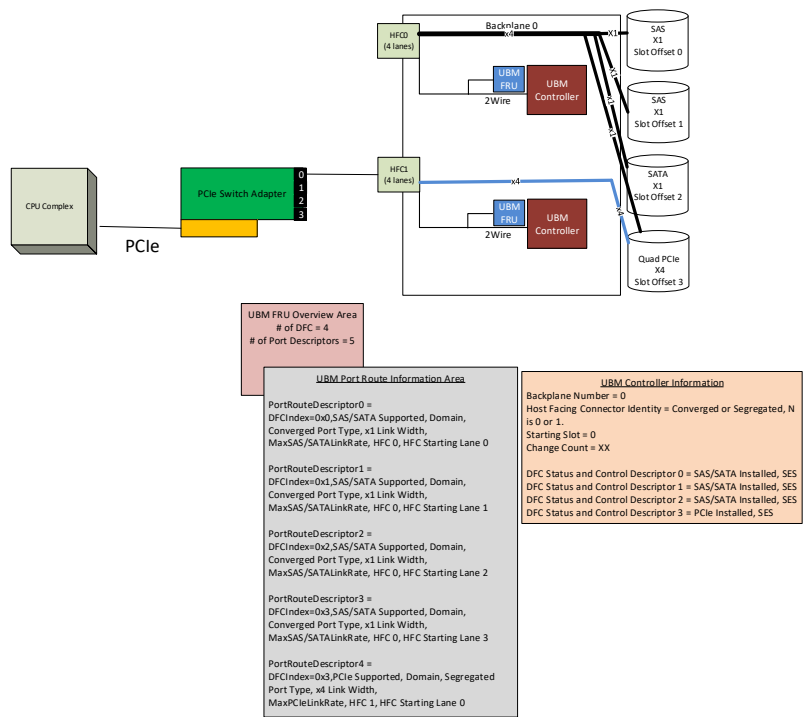 Backplane 0
HFC0
(4 lanes)
x4
X1
SAS
X1
Slot Offset 0
UBM
FRU
2Wire
UBM
Controller
X1
x1
x1
SAS
X1
Slot Offset 1
CPU Complex
PCIe
PCIe Switch Adapter
0
1
2
3
HFC1
(4 lanes)
x4
x4
SATA
X1
Slot Offset 2
UBM
FRU
2Wire
UBM
Controller
Quad PCIe
X4
Slot Offset 3
UBM FRU Overview Area
# of DFC = 4
# of Port Descriptors = 5
UBM Port Route Information Area
PortRouteDescriptor0 =
DFCIndex=0x0,SAS/SATA Supported, Domain,
Converged Port Type, x1 Link Width,
MaxSAS/SATALinkRate, HFC 0, HFC Starting Lane 0
PortRouteDescriptor1 =
DFCIndex=0x1,SAS/SATA Supported, Domain,
Converged Port Type, x1 Link Width,
MaxSAS/SATALinkRate, HFC 0, HFC Starting Lane 1
PortRouteDescriptor2 =
DFCIndex=0x2,SAS/SATA Supported, Domain,
Converged Port Type, x1 Link Width,
MaxSAS/SATALinkRate, HFC 0, HFC Starting Lane 2
PortRouteDescriptor3 =
DFCIndex=0x3,SAS/SATA Supported, Domain,
Converged Port Type, x1 Link Width,
MaxSAS/SATALinkRate, HFC 0, HFC Starting Lane 3
PortRouteDescriptor4 =
DFCIndex=0x3,PCIe Supported, Domain, Segregated
Port Type, x4 Link Width,
MaxPCIeLinkRate, HFC 1, HFC Starting Lane 0
UBM Controller Information
Backplane Number = 0
Host Facing Connector Identity = Converged or Segregated, N
is 0 or 1.
Starting Slot = 0
Change Count = XX
DFC Status and Control Descriptor 0 = SAS/SATA Installed, SES
DFC Status and Control Descriptor 1 = SAS/SATA Installed, SES
DFC Status and Control Descriptor 2 = SAS/SATA Installed, SES
DFC Status and Control Descriptor 3 = PCIe Installed, SES